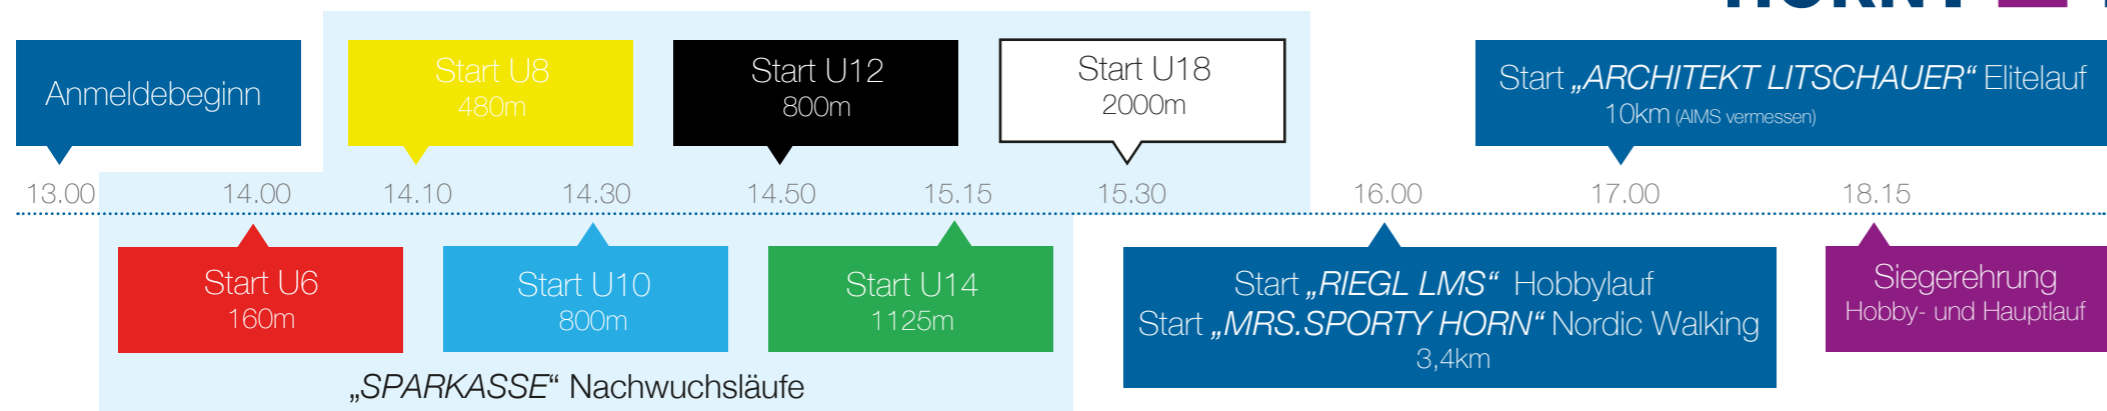 Anmeldebeginn
Start U8
480m
Start U12
800m
Start U18
2000m
Start „ARCHITEKT LITSCHAUER“ Elitelauf
10km (AIMS vermessen)
13.00 14.00 14.10 14.30 14.50 15.15 15.30 16.00 17.00 18.15
Start U6
160m
Start U10
800m
Start U14
1125m
Start „RIEGL LMS“ Hobbylauf
Start „MRS.SPORTY HORN“ Nordic Walking
3,4km
Siegerehrung
Hobby- und Hauptlauf
„SPARKASSE“ Nachwuchsläufe